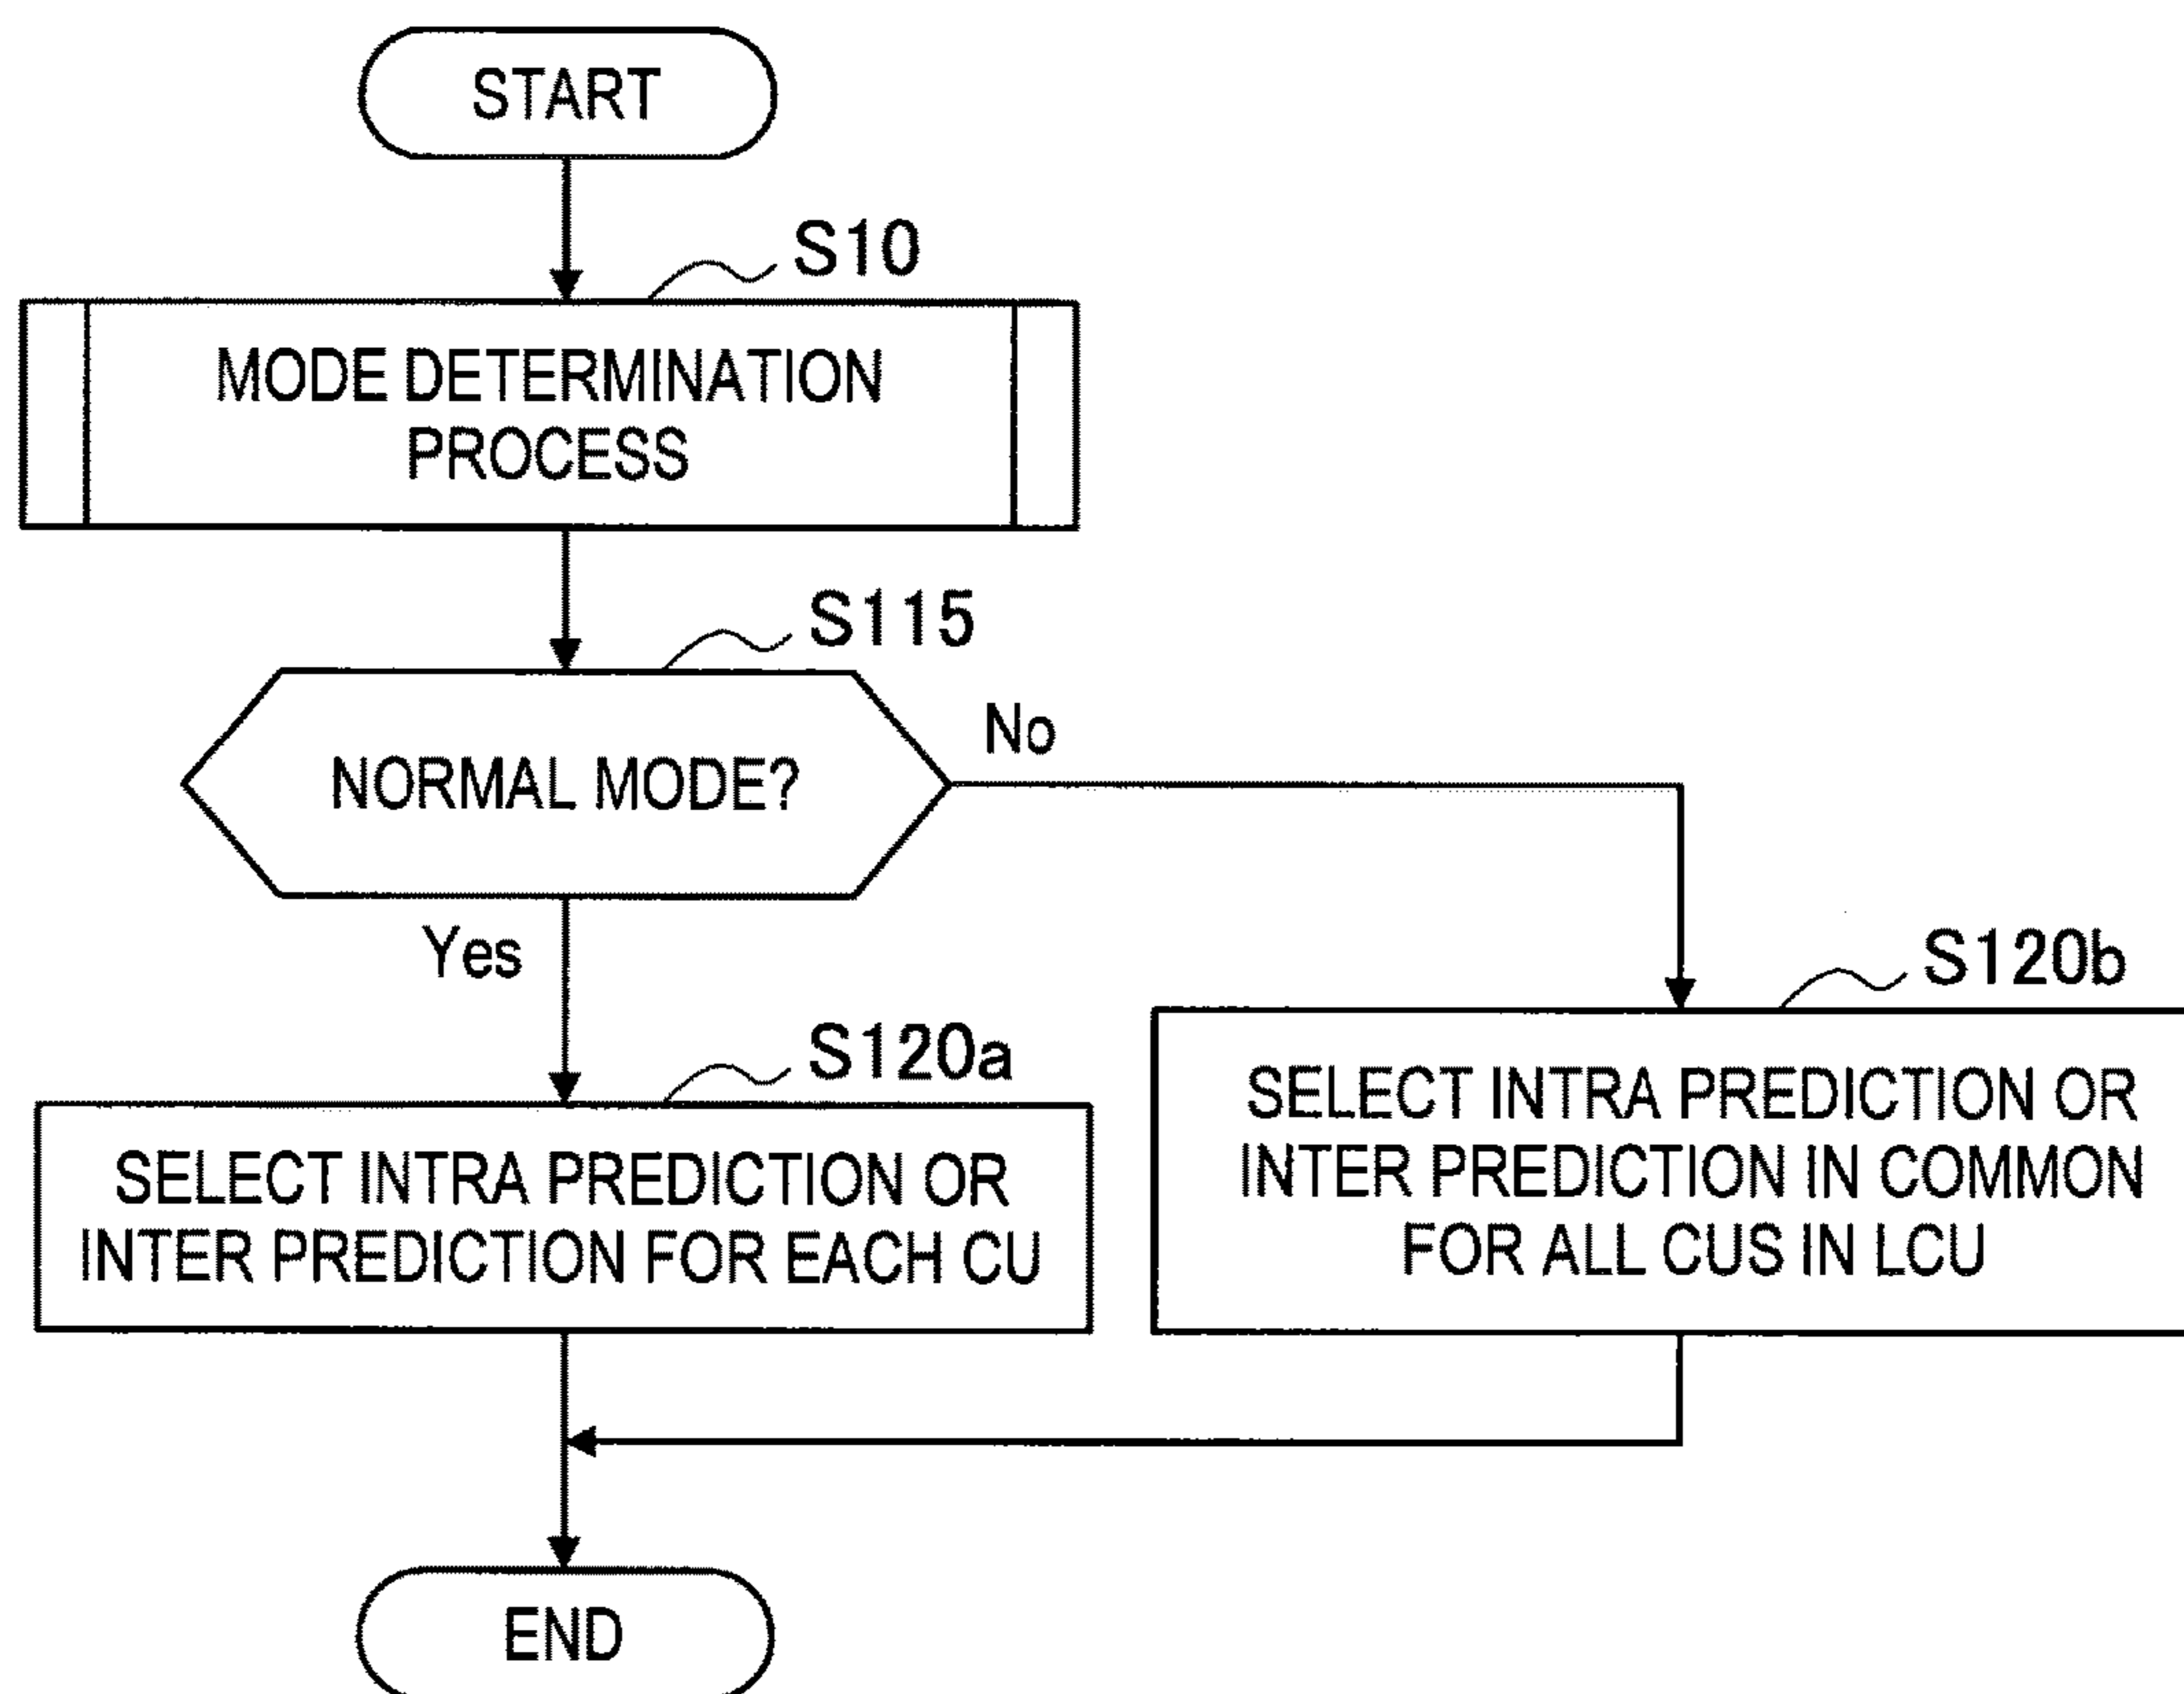 START
S10
MODE DETERMINATION
PROCESS
S115
NORMAL MODE?
No
Yes
S120a
SELECT INTRA PREDICTION OR
INTER PREDICTION FOR EACH CU
S120b
SELECT INTRA PREDICTION OR
INTER PREDICTION IN COMMON
FOR ALL CUS IN LCU
END